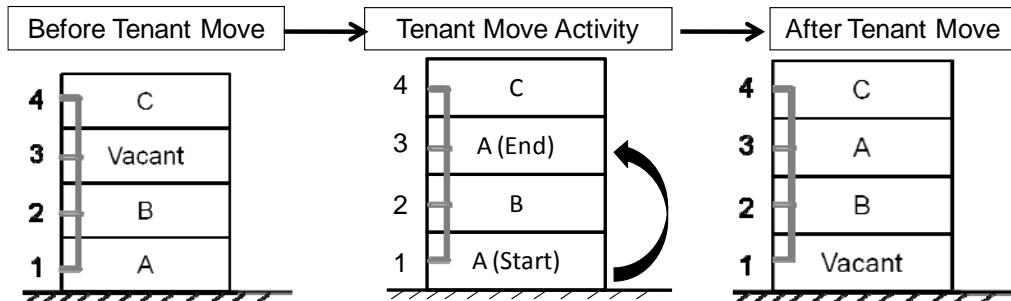 Before Tenant Move
Tenant Move Activity
After Tenant Move
4 C
3 Vacant
2 B
1 A
4 C
3 A (End)
2 B
1 A (Start)
4 C
3 A
2 B
1 Vacant